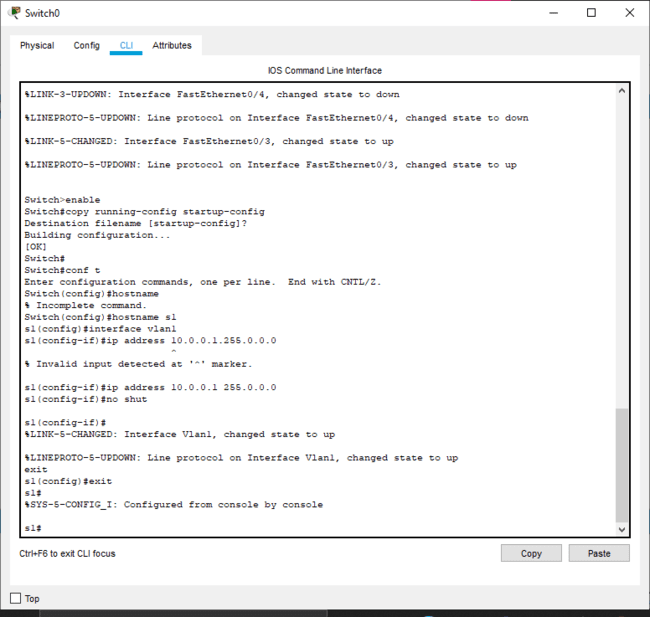 Switch0
Physical Config CLI Attributes
IOS Command Line Interface
%LINK-3-UPDOWN: Interface FastEthernet0/4, changed state to down
%LINEPROTO-5-UPDOWN: Line protocol on Interface FastEthernet0/4, changed state to down
%LINK-5-CHANGED: Interface FastEthernet0/3, changed state to up
%LINEPROTO-5-UPDOWN: Line protocol on Interface FastEthernet0/3, changed state to up
Switch>enable
Switch#copy running-config startup-config
Destination filename [startup-config]?
Building configuration...
[OK]
Switch#
Switch#conf t
Enter configuration commands, one per line.  End with CNTL/Z.
Switch(config)#hostname
% Incomplete command.
Switch(config)#hostname s1
s1(config)#interface vlan1
s1(config-if)#ip address 10.0.0.1.255.0.0.0
^
% Invalid input detected at '^' marker.
s1(config-if)#ip address 10.0.0.1 255.0.0.0
s1(config-if)#no shut
s1(config-if)#
%LINK-5-CHANGED: Interface Vlan1, changed state to up
%LINEPROTO-5-UPDOWN: Line protocol on Interface Vlan1, changed state to up
exit
s1(config)#exit
s1#
%SYS-5-CONFIG_I: Configured from console by console
s1#
Ctrl+F6 to exit CLI focus
Copy Paste
Top